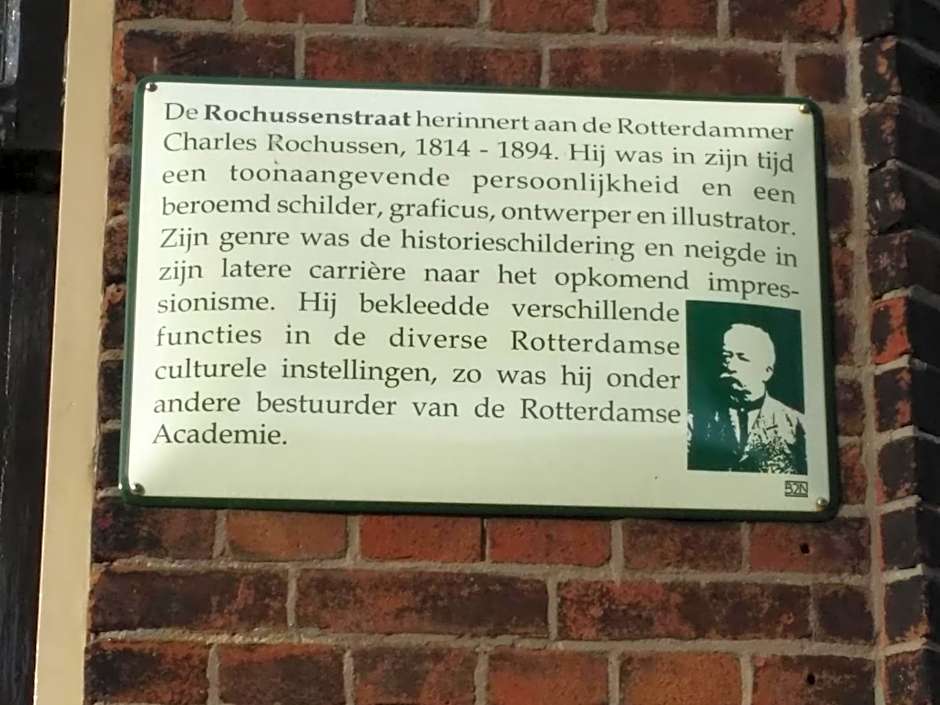 De Rochussenstraat herinnert aan de Rotterdammer
Charles Rochussen, 1814 - 1894. Hij was in zijn tijd
een toonaangevende persoonlijkheid en een
beroemd schilder, graficus, ontwerper en illustrator.
Zijn genre was de historieschildering en neigde in
zijn latere carrière naar het opkomend impres-
sionisme. Hij bekleedde verschillende
functies in de diverse Rotterdamse
culturele instellingen, zo was hij onder
andere bestuurder van de Rotterdamse
Academie.